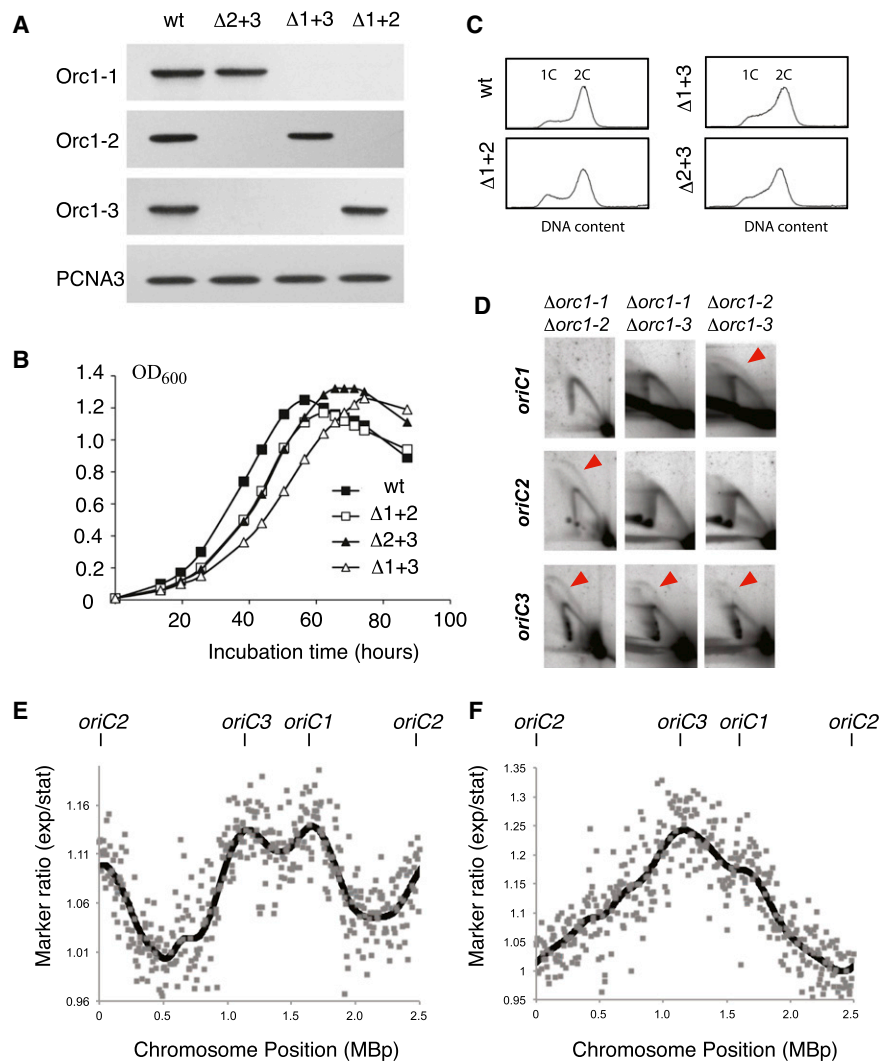 A
wt Δ2+3 Δ1+3 Δ1+2
Orc1-1
Orc1-2
Orc1-3
PCNA3
B
OD600
1.4
1.2
1.0
0.8
0.6
0.4
0.2
0
20 40 60 80 100
Incubation time (hours)
wt
Δ1+2
Δ2+3
Δ1+3
C
wt
1C 2C
Δ1+3
1C 2C
Δ1+2
Δ2+3
DNA content
DNA content
D
Δorc1-1 Δorc1-1 Δorc1-2
Δorc1-2 Δorc1-3 Δorc1-3
oriC1
oriC2
oriC3
E
oriC2 oriC3 oriC1 oriC2
Marker ratio (exp/stat)
1.16
1.11
1.06
1.01
0.96
0 0.5 1.0 1.5 2.0 2.5
Chromosome Position (MBp)
F
oriC2 oriC3 oriC1 oriC2
Marker ratio (exp/stat)
1.35
1.3
1.25
1.2
1.15
1.1
1.05
1
0.95
0 0.5 1.0 1.5 2.0 2.5
Chromosome Position (MBp)